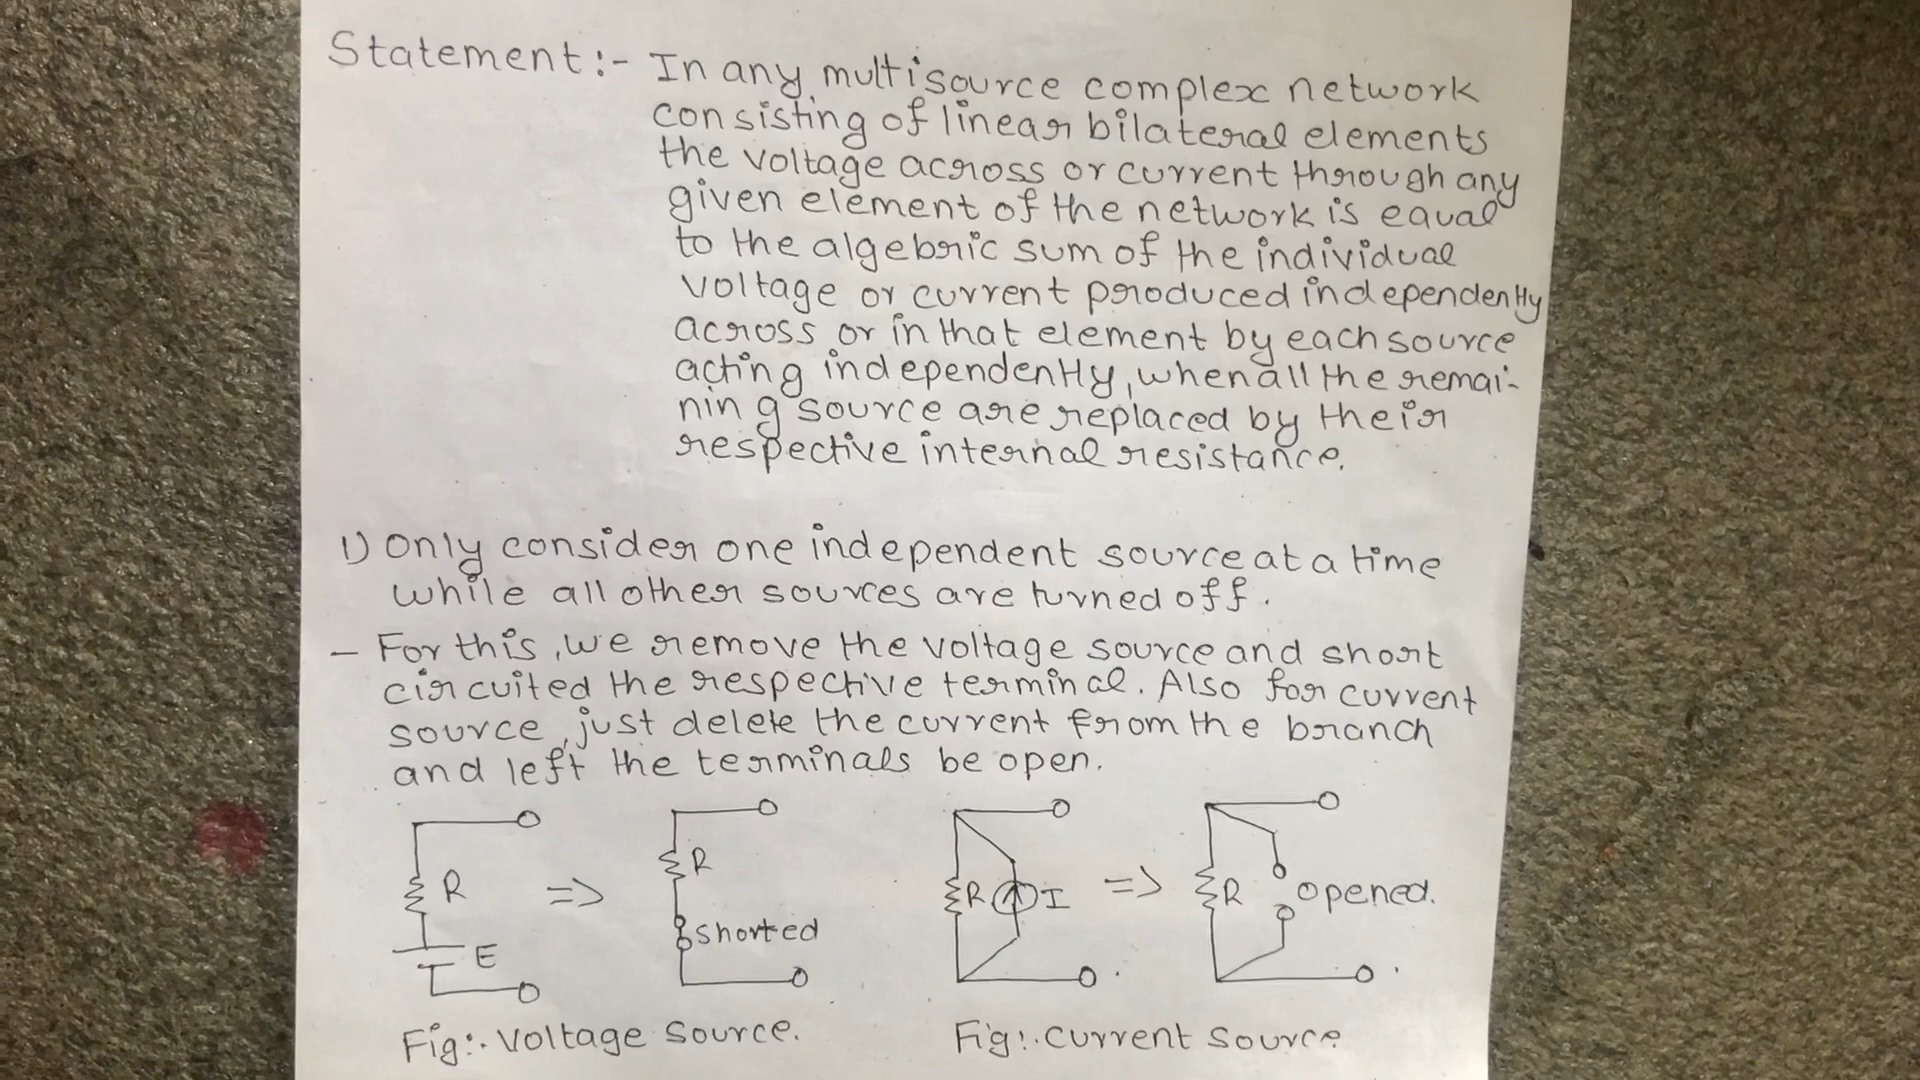 Statement:- In any multisource complex network
consisting of linear bilateral elements
the voltage across or current through any
given element of the network is equal
to the algebric sum of the individual
voltage or current produced independently
across or in that element by each source
acting independently, when all the remai-
ning source are replaced by their
respective internal resistance.
1) Only consider one independent source at a time
while all other sources are turned off.
- For this, we remove the voltage source and short
circuited the respective terminal. Also for current
source, just delete the current from the branch
and left the terminals be open.
R => R R I => R opened.
E shorted
Fig:. Voltage Source. Fig:. Current Source